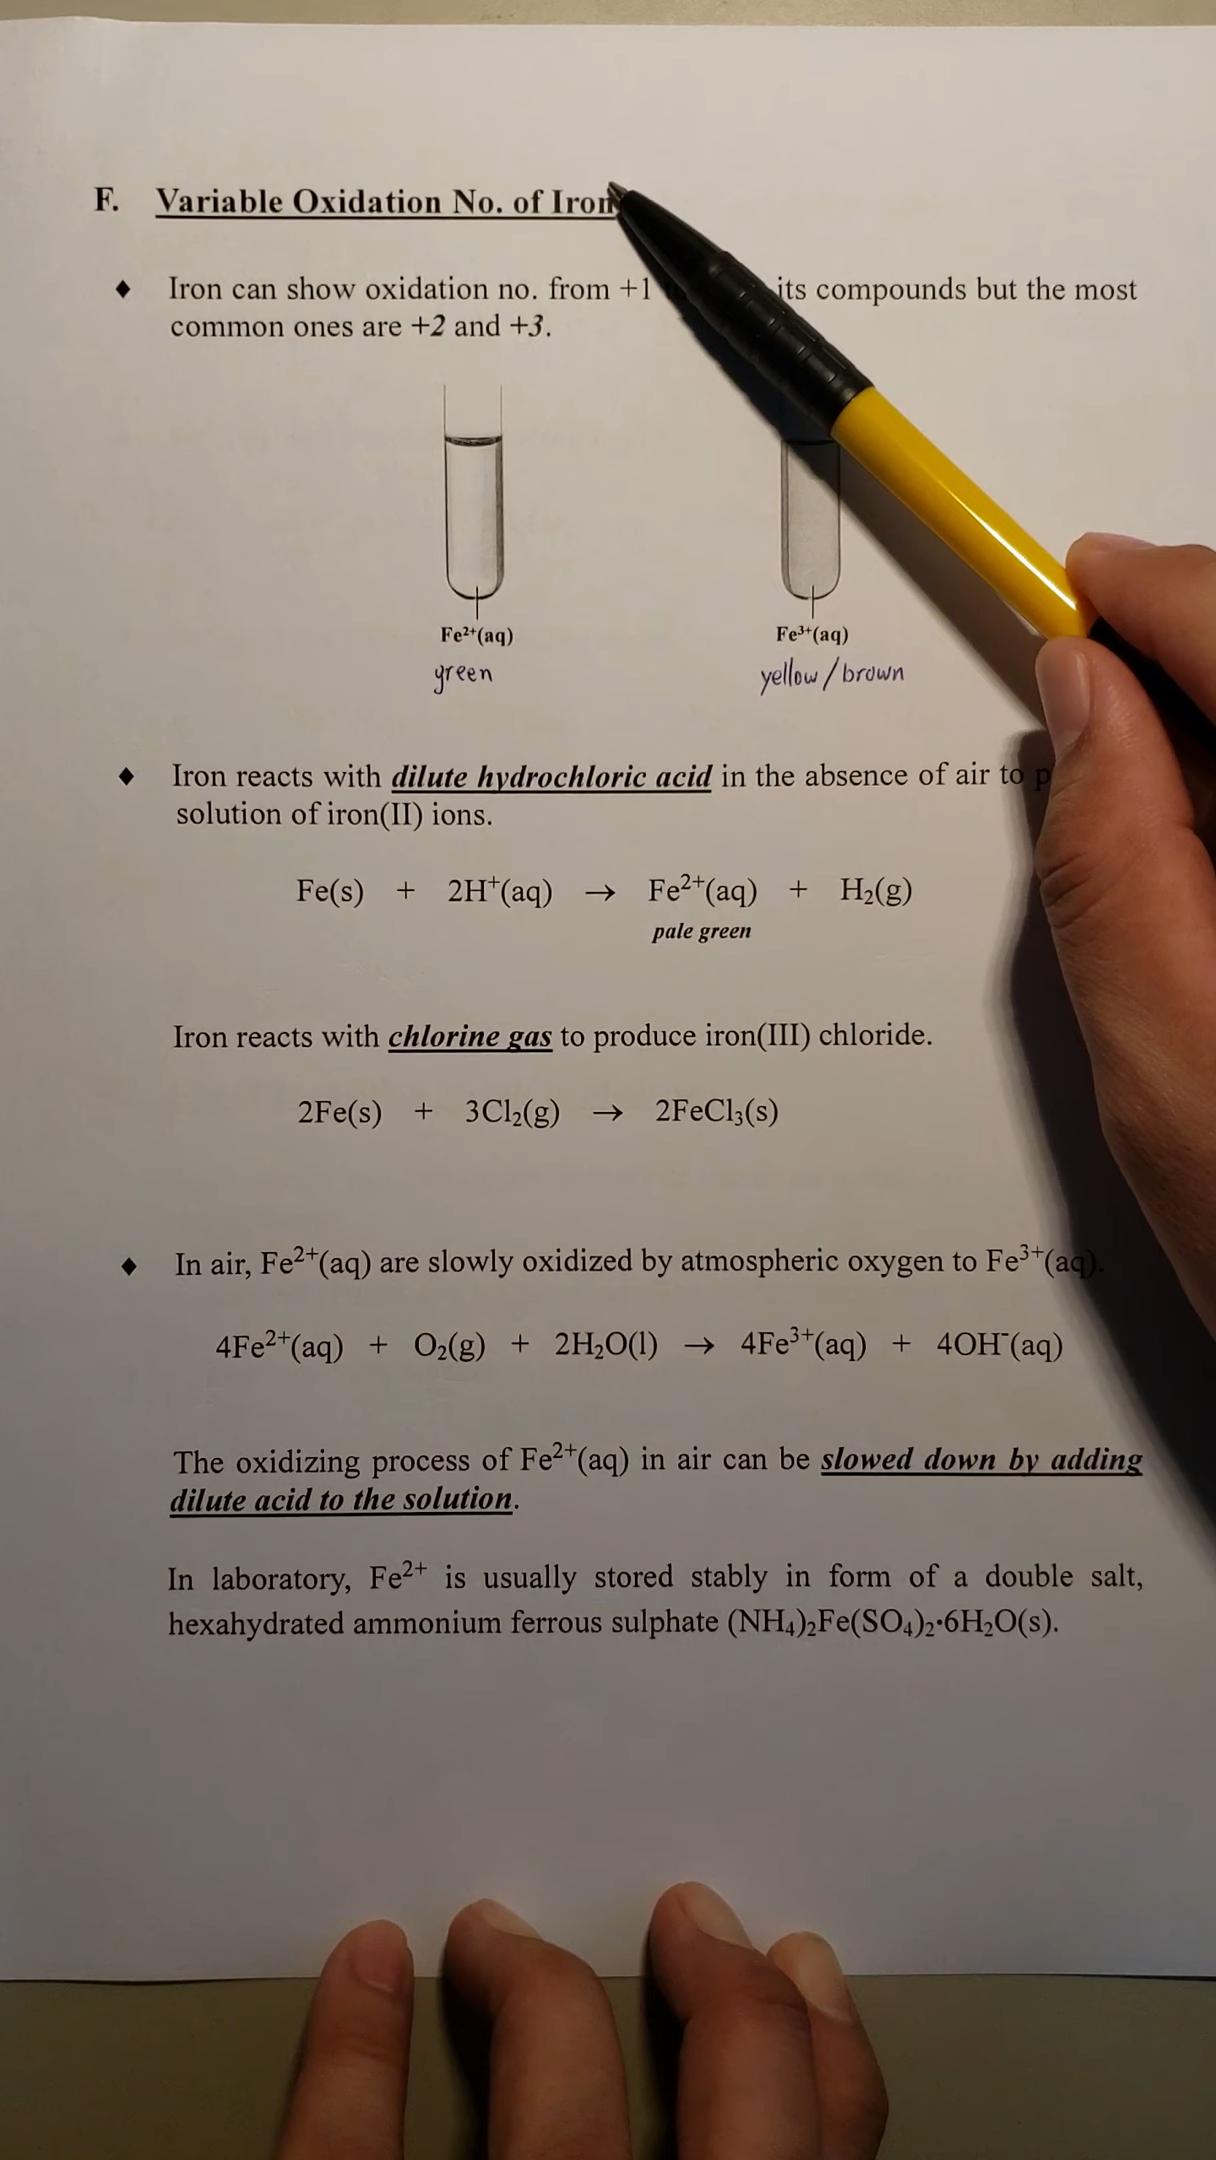 F. Variable Oxidation No. of Iron
♦ Iron can show oxidation no. from +1 its compounds but the most
common ones are +2 and +3.
Fe²⁺(aq) Fe³⁺(aq)
green yellow / brown
♦ Iron reacts with dilute hydrochloric acid in the absence of air to
solution of iron(II) ions.
Fe(s) + 2H⁺(aq) → Fe²⁺(aq) + H₂(g)
pale green
Iron reacts with chlorine gas to produce iron(III) chloride.
2Fe(s) + 3Cl₂(g) → 2FeCl₃(s)
♦ In air, Fe²⁺(aq) are slowly oxidized by atmospheric oxygen to Fe³⁺(aq).
4Fe²⁺(aq) + O₂(g) + 2H₂O(l) → 4Fe³⁺(aq) + 4OH⁻(aq)
The oxidizing process of Fe²⁺(aq) in air can be slowed down by adding
dilute acid to the solution.
In laboratory, Fe²⁺ is usually stored stably in form of a double salt,
hexahydrated ammonium ferrous sulphate (NH₄)₂Fe(SO₄)₂•6H₂O(s).